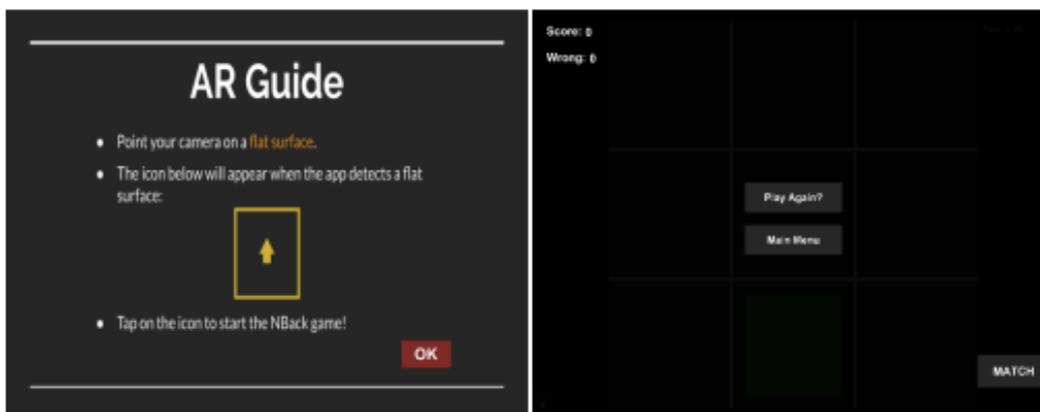 AR Guide
• Point your camera on a flat surface.
• The icon below will appear when the app detects a flat
surface:
• Tap on the icon to start the NBack game!
OK
Score: 0
Wrong: 0
Play Again?
Main Menu
MATCH